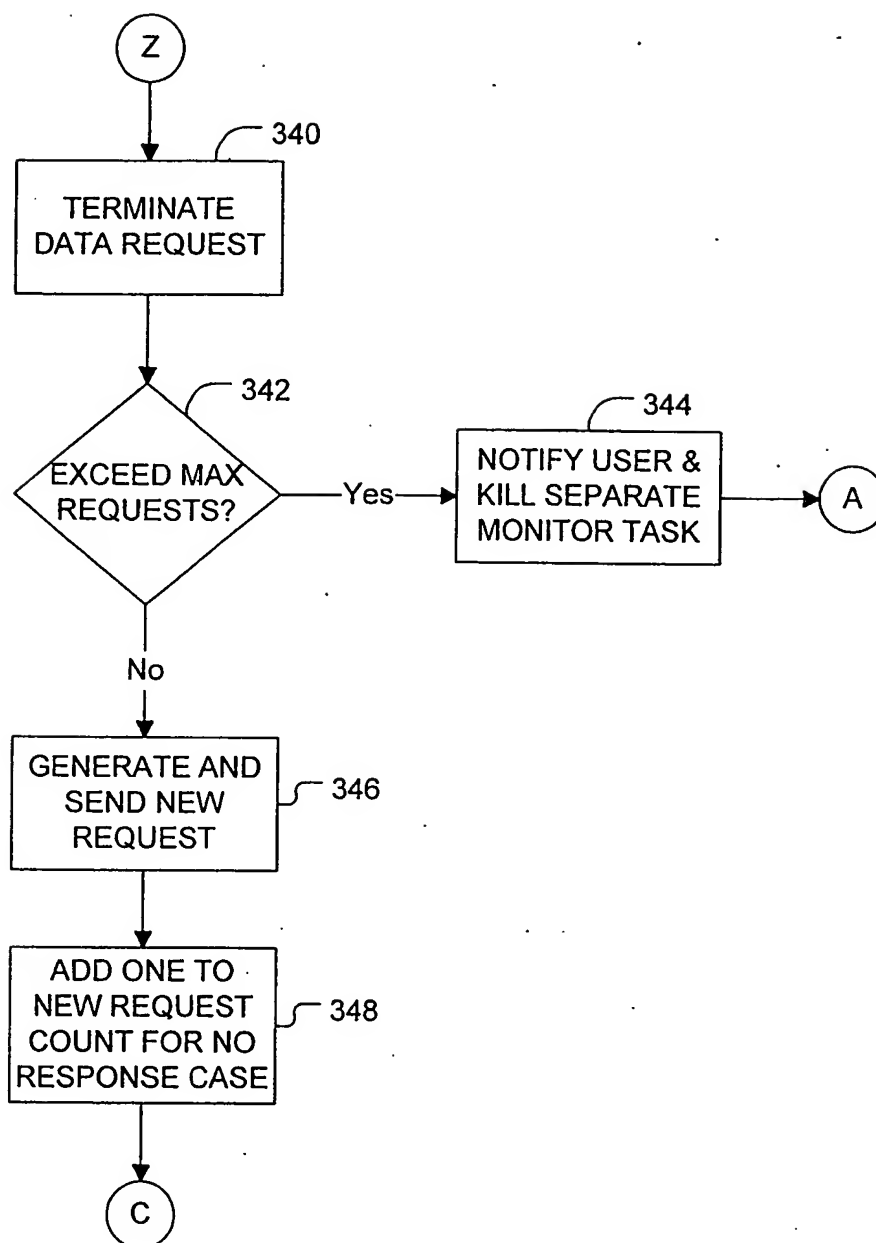 Z
340
TERMINATE
DATA REQUEST
342
EXCEED MAX
REQUESTS?
Yes
344
NOTIFY USER &
KILL SEPARATE
MONITOR TASK
A
No
GENERATE AND
SEND NEW
REQUEST
346
ADD ONE TO
NEW REQUEST
COUNT FOR NO
RESPONSE CASE
348
C